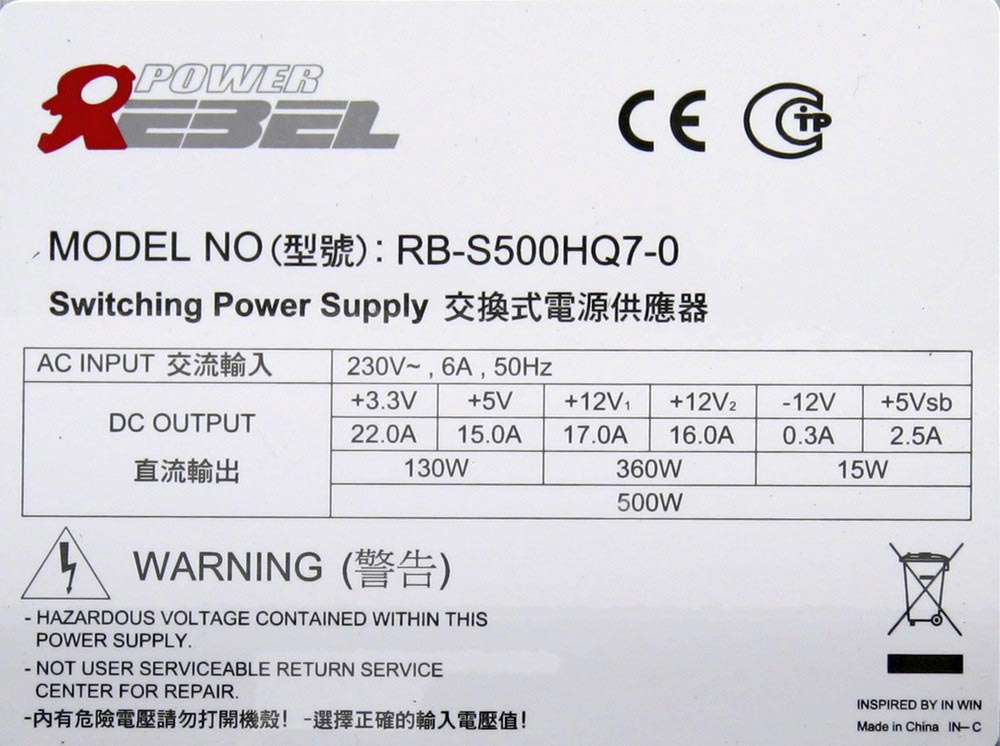 POWER
REBEL
CE
MODEL NO (型號) : RB-S500HQ7-0
Switching Power Supply 交換式電源供應器
AC INPUT 交流輸入 230V~ , 6A , 50Hz
DC OUTPUT 直流輸出
+3.3V +5V +12V₁ +12V₂ -12V +5Vsb
22.0A 15.0A 17.0A 16.0A 0.3A 2.5A
130W 360W 15W
500W
WARNING (警告)
- HAZARDOUS VOLTAGE CONTAINED WITHIN THIS
POWER SUPPLY.
- NOT USER SERVICEABLE RETURN SERVICE
CENTER FOR REPAIR.
-內有危險電壓請勿打開機殼! -選擇正確的輸入電壓值!
INSPIRED BY IN WIN
Made in China IN-C